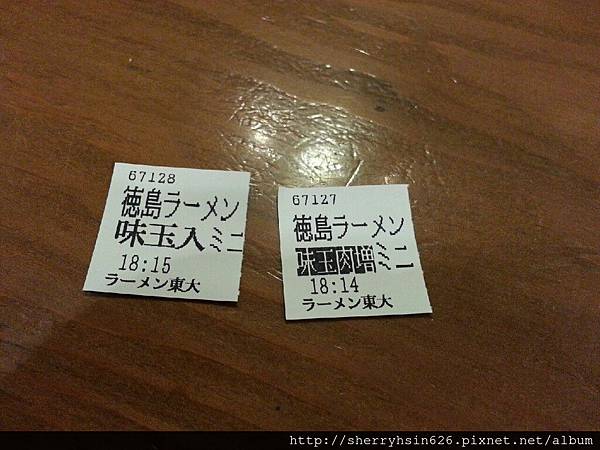 67128
徳島ラーメン
味玉入ミニ
18:15
ラーメン東大
67127
徳島ラーメン
味玉肉増ミニ
18:14
ラーメン東大
http://sherryhsin626.pixnet.net/album